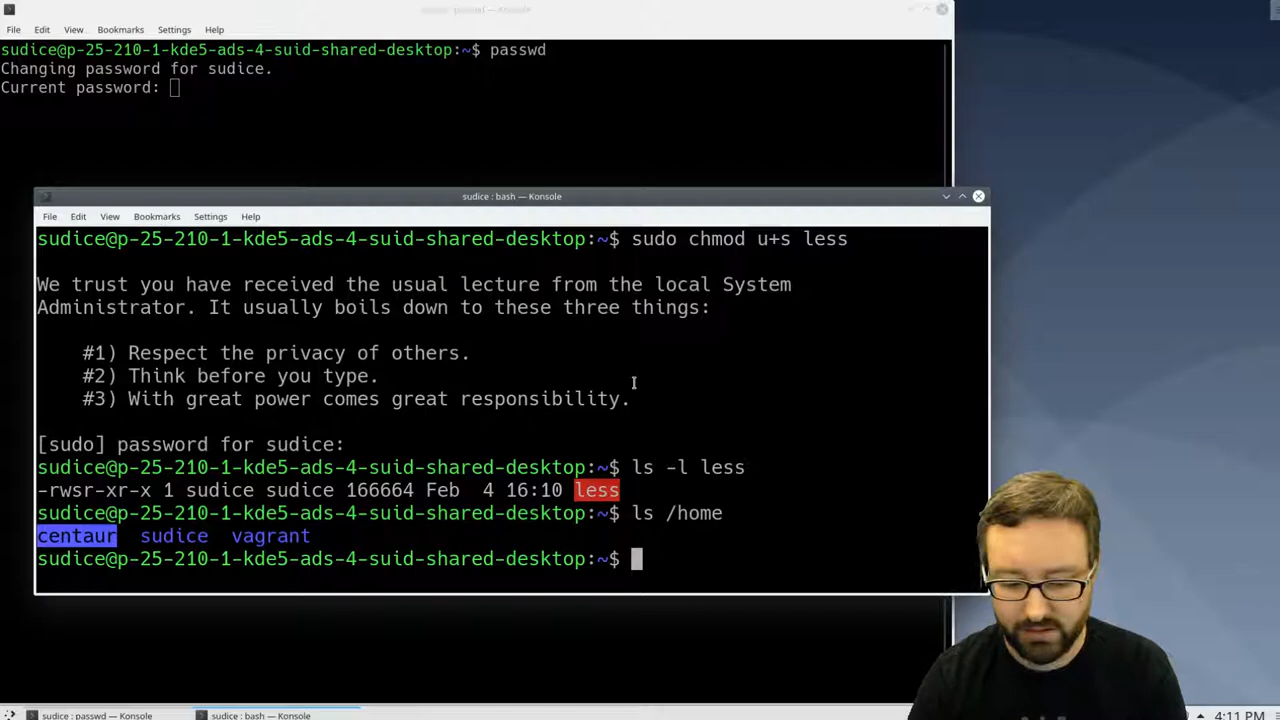 File Edit View Bookmarks Settings Help
sudice@p-25-210-1-kde5-ads-4-suid-shared-desktop:~$ passwd
Changing password for sudice.
Current password:
sudice : bash — Konsole
File Edit View Bookmarks Settings Help
sudice@p-25-210-1-kde5-ads-4-suid-shared-desktop:~$ sudo chmod u+s less
We trust you have received the usual lecture from the local System
Administrator. It usually boils down to these three things:
#1) Respect the privacy of others.
#2) Think before you type.
#3) With great power comes great responsibility.
[sudo] password for sudice:
sudice@p-25-210-1-kde5-ads-4-suid-shared-desktop:~$ ls -l less
-rwsr-xr-x 1 sudice sudice 166664 Feb  4 16:10 less
sudice@p-25-210-1-kde5-ads-4-suid-shared-desktop:~$ ls /home
centaur sudice vagrant
sudice@p-25-210-1-kde5-ads-4-suid-shared-desktop:~$
sudice : passwd — Konsole sudice : bash — Konsole 4:11 PM